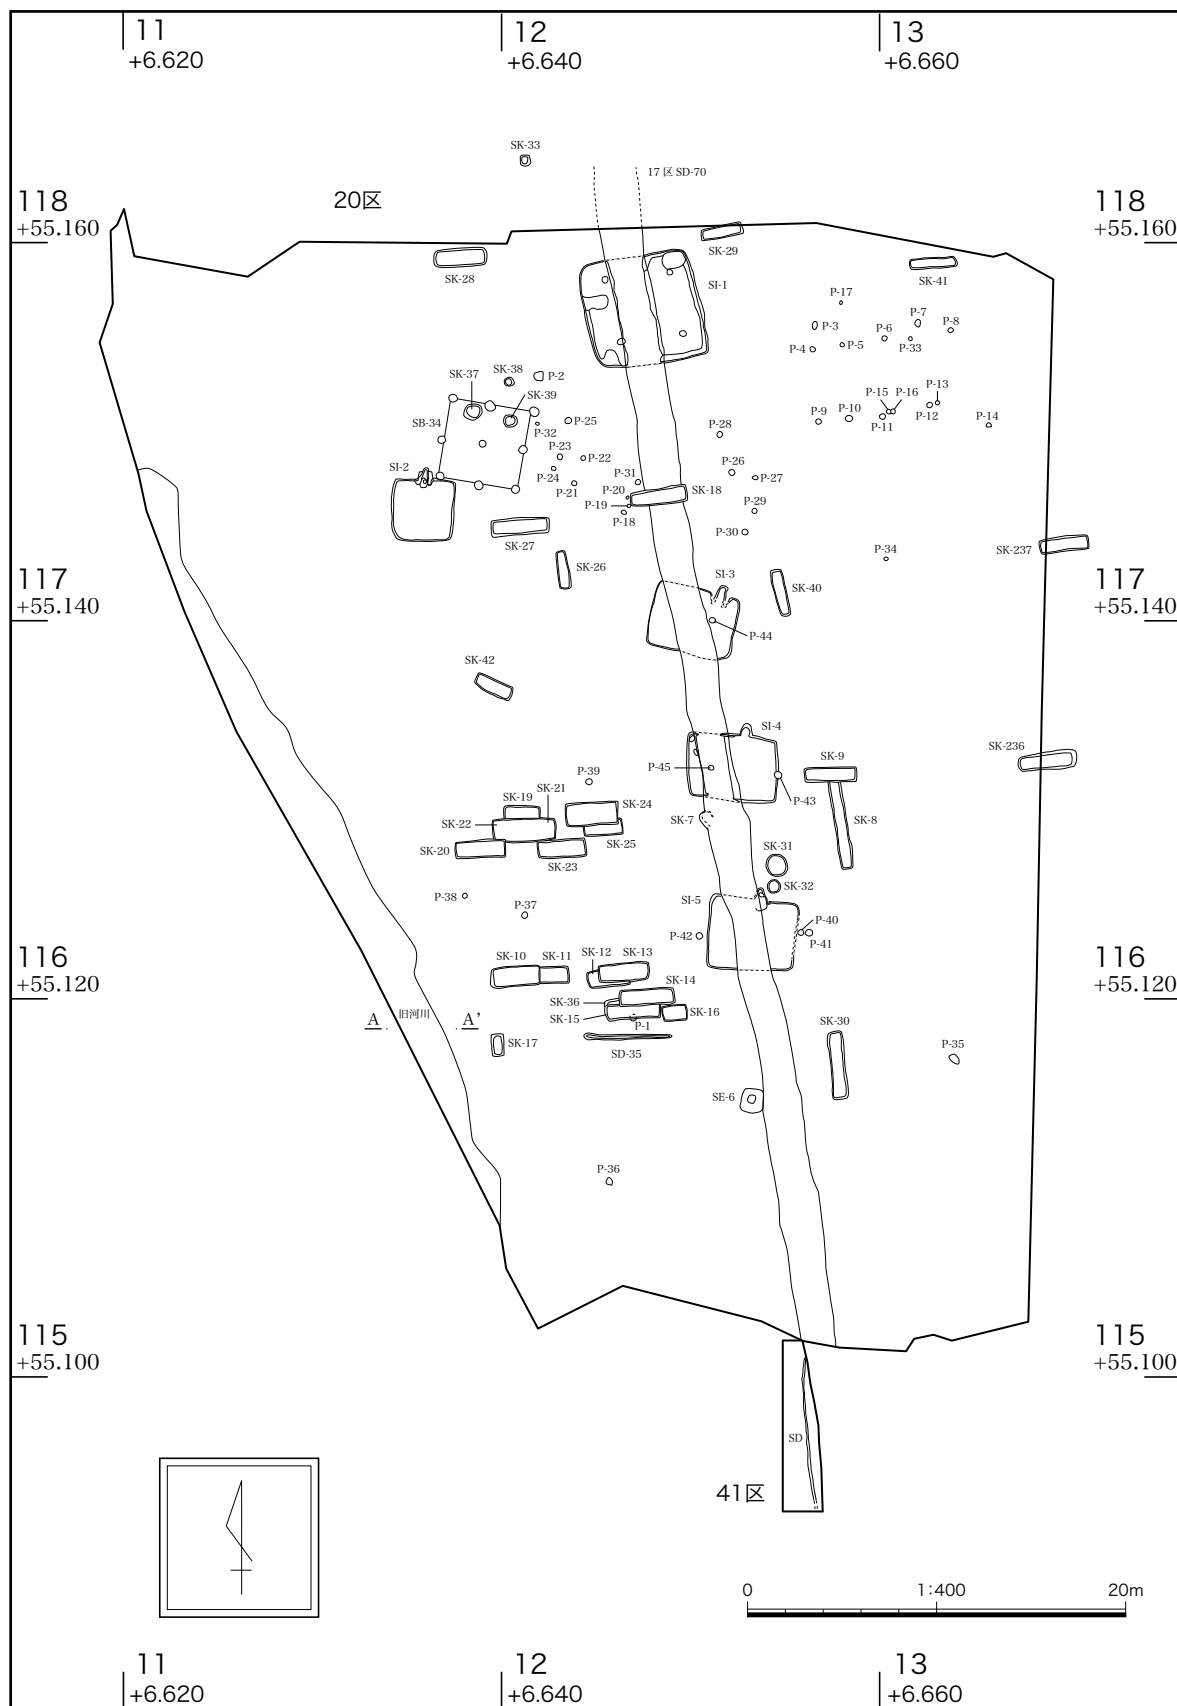 11
+6.620
12
+6.640
13
+6.660
SK-33
17 区 SD-70
20区
118
+55.160
118
+55.160
SK-29
SK-28
SK-41
SI-1
P-17
P-3
P-7
P-8
P-6
P-4
P-5
P-33
SK-37
SK-38
P-2
SK-39
P-15
P-16
P-13
SB-34
P-32
P-25
P-9
P-10
P-11
P-12
P-14
P-28
P-23
P-22
SI-2
P-24
P-21
P-31
P-26
P-27
P-20
SK-18
P-19
P-18
P-29
P-30
SK-27
SK-26
P-34
SK-237
117
+55.140
SI-3
SK-40
117
+55.140
P-44
SK-42
SI-4
SK-9
SK-236
P-45
P-39
P-43
SK-21
SK-19
SK-24
SK-22
SK-7
SK-8
SK-20
SK-23
SK-25
SK-31
SK-32
P-38
P-37
SI-5
P-40
P-42
P-41
116
+55.120
SK-10
SK-11
SK-12
SK-13
116
+55.120
SK-14
SK-36
SK-15
P-1
SK-16
A
旧河川
A'
SK-17
SD-35
SK-30
P-35
SE-6
P-36
115
+55.100
115
+55.100
SD
41区
0
1:400
20m
11
+6.620
12
+6.640
13
+6.660